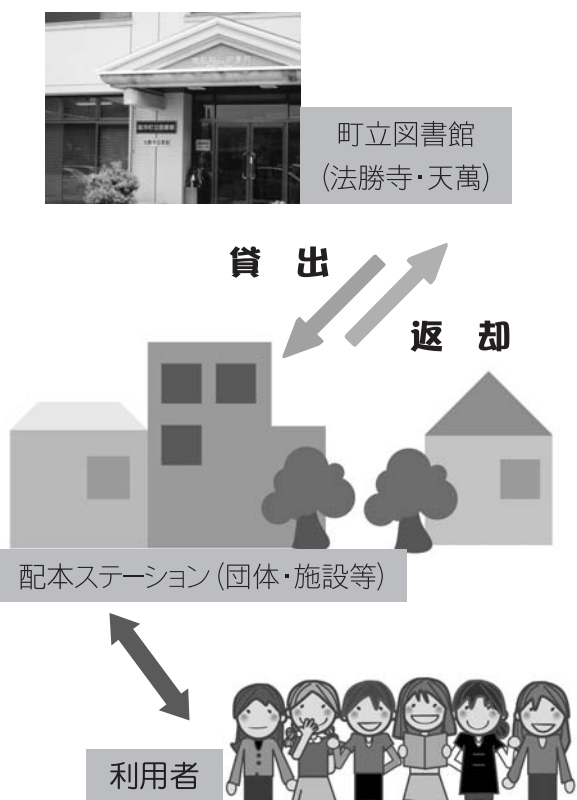 町立図書館
(法勝寺・天萬)
貸 出
返 却
配本ステーション(団体・施設等)
利用者